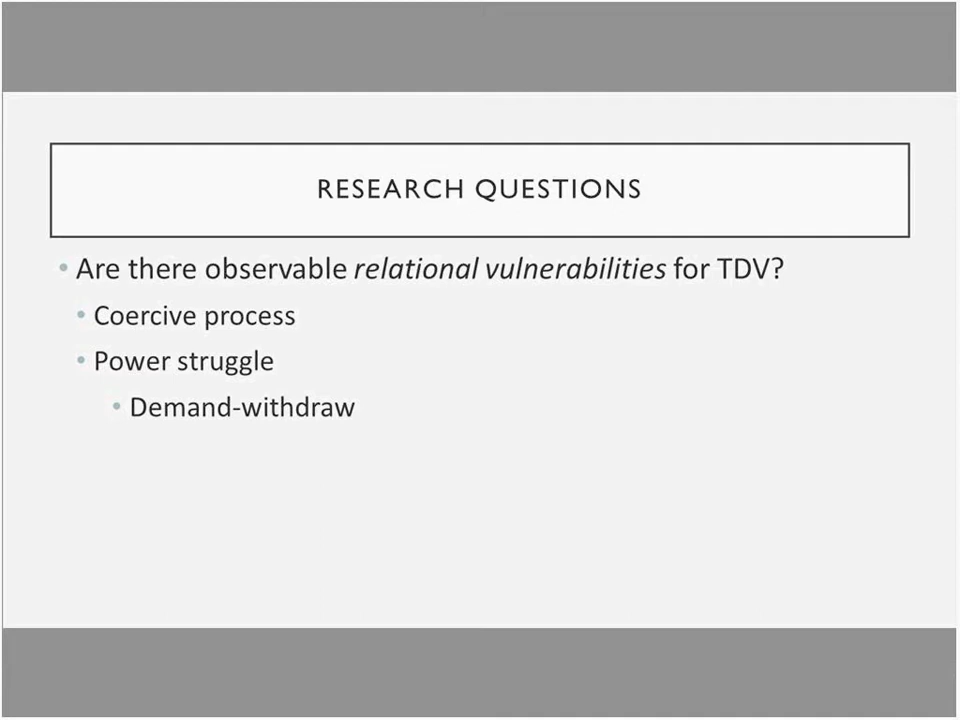 RESEARCH QUESTIONS
• Are there observable relational vulnerabilities for TDV?
• Coercive process
• Power struggle
• Demand-withdraw